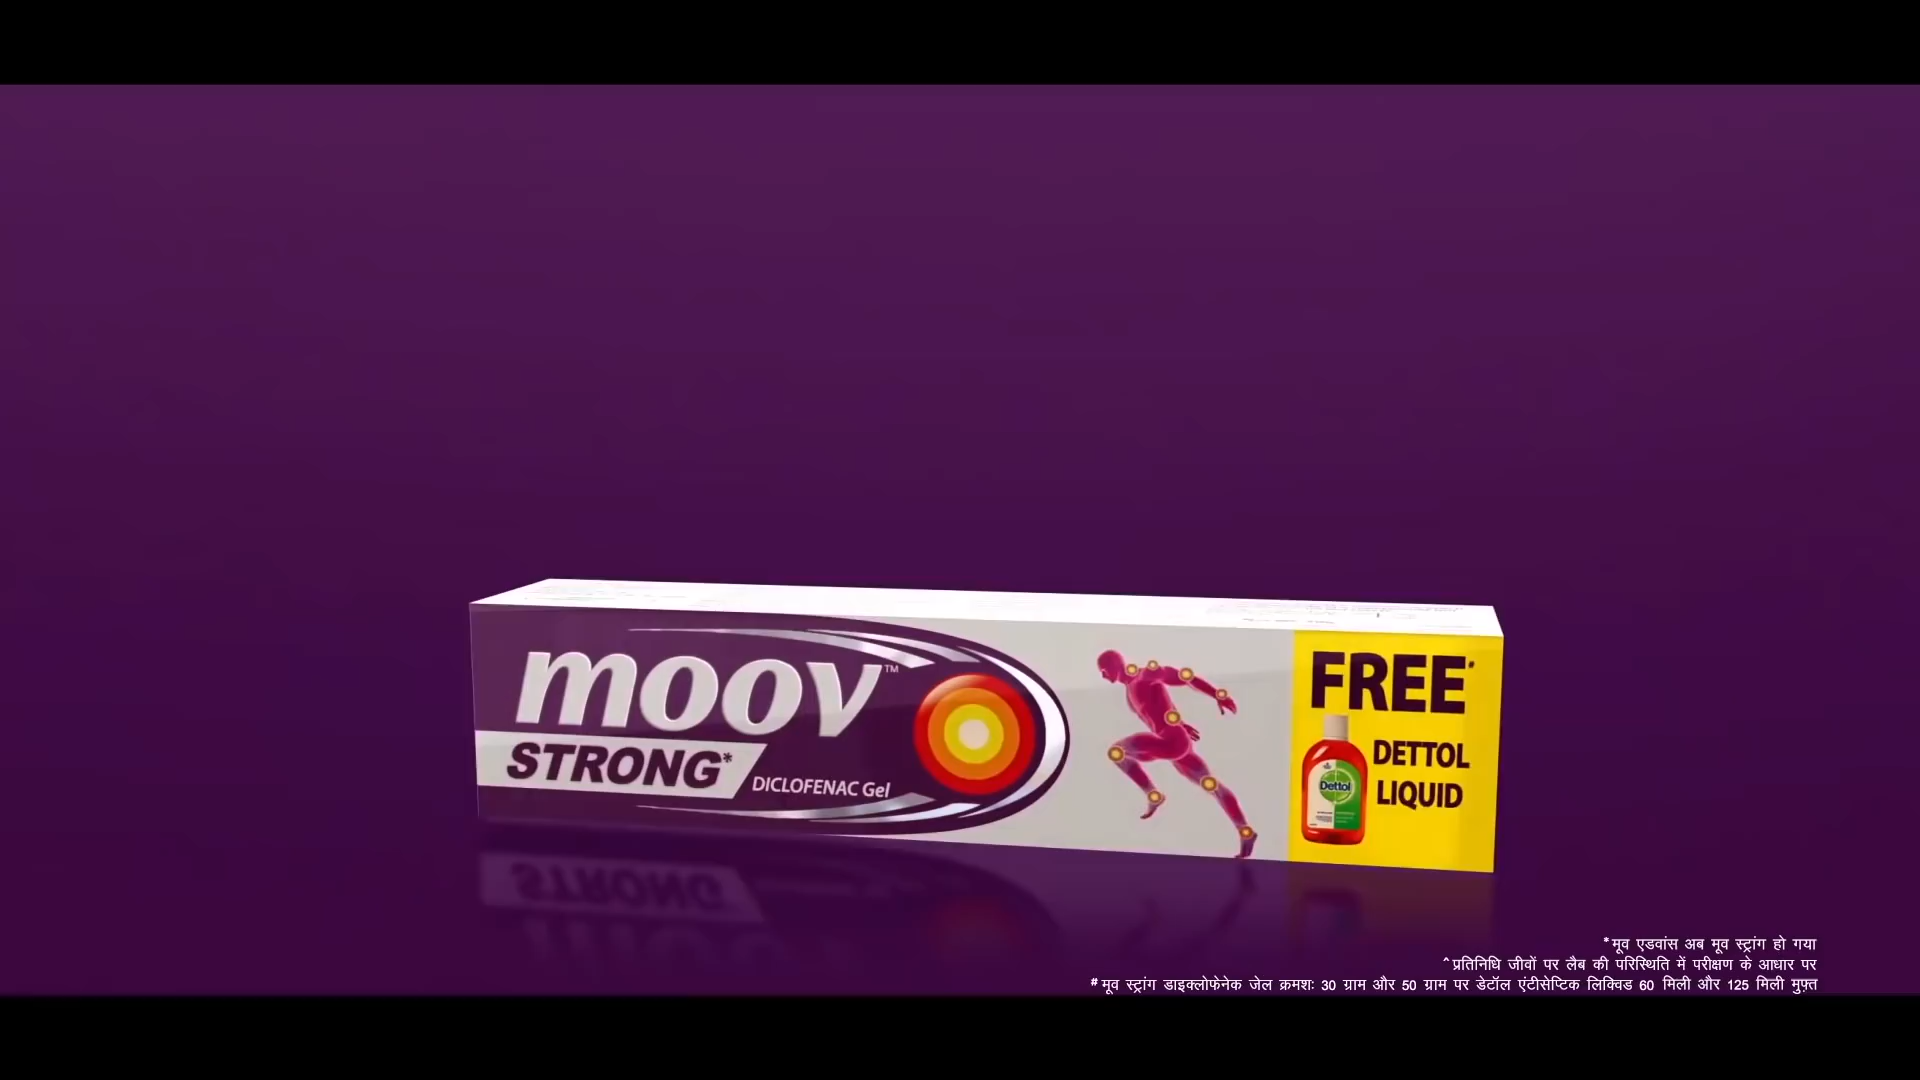 moov™
STRONG*
DICLOFENAC Gel
FREE#
Dettol
DETTOL
LIQUID
*मूव एडवांस अब मूव स्ट्रांग हो गया
^प्रतिनिधि जीवों पर लैब की परिस्थिति में परीक्षण के आधार पर
#मूव स्ट्रांग डाइक्लोफेनेक जेल क्रमशः 30 ग्राम और 50 ग्राम पर डेटॉल एंटीसेप्टिक लिक्विड 60 मिली और 125 मिली मुफ़्त